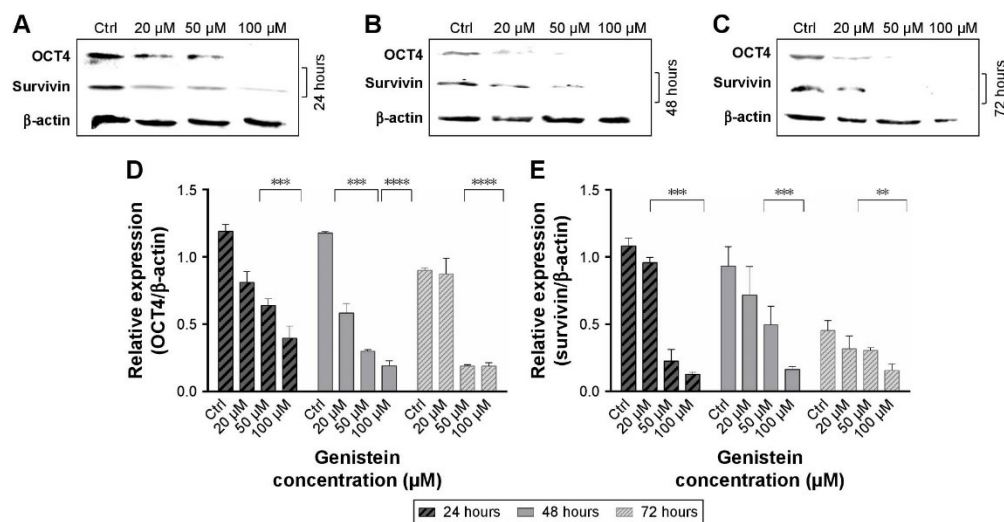 A
Ctrl 20 µM 50 µM 100 µM
OCT4
Survivin
β-actin
24 hours
B
Ctrl 20 µM 50 µM 100 µM
OCT4
Survivin
β-actin
48 hours
C
Ctrl 20 µM 50 µM 100 µM
OCT4
Survivin
β-actin
72 hours
D
*** *** **** ****
Relative expression
(OCT4/β-actin)
1.5
1.0
0.5
0.0
Ctrl 20 µM 50 µM 100 µM Ctrl 20 µM 50 µM 100 µM Ctrl 20 µM 50 µM 100 µM
Genistein
concentration (µM)
E
*** *** **
Relative expression
(survivin/β-actin)
1.5
1.0
0.5
0.0
Ctrl 20 µM 50 µM 100 µM Ctrl 20 µM 50 µM 100 µM Ctrl 20 µM 50 µM 100 µM
Genistein
concentration (µM)
24 hours 48 hours 72 hours